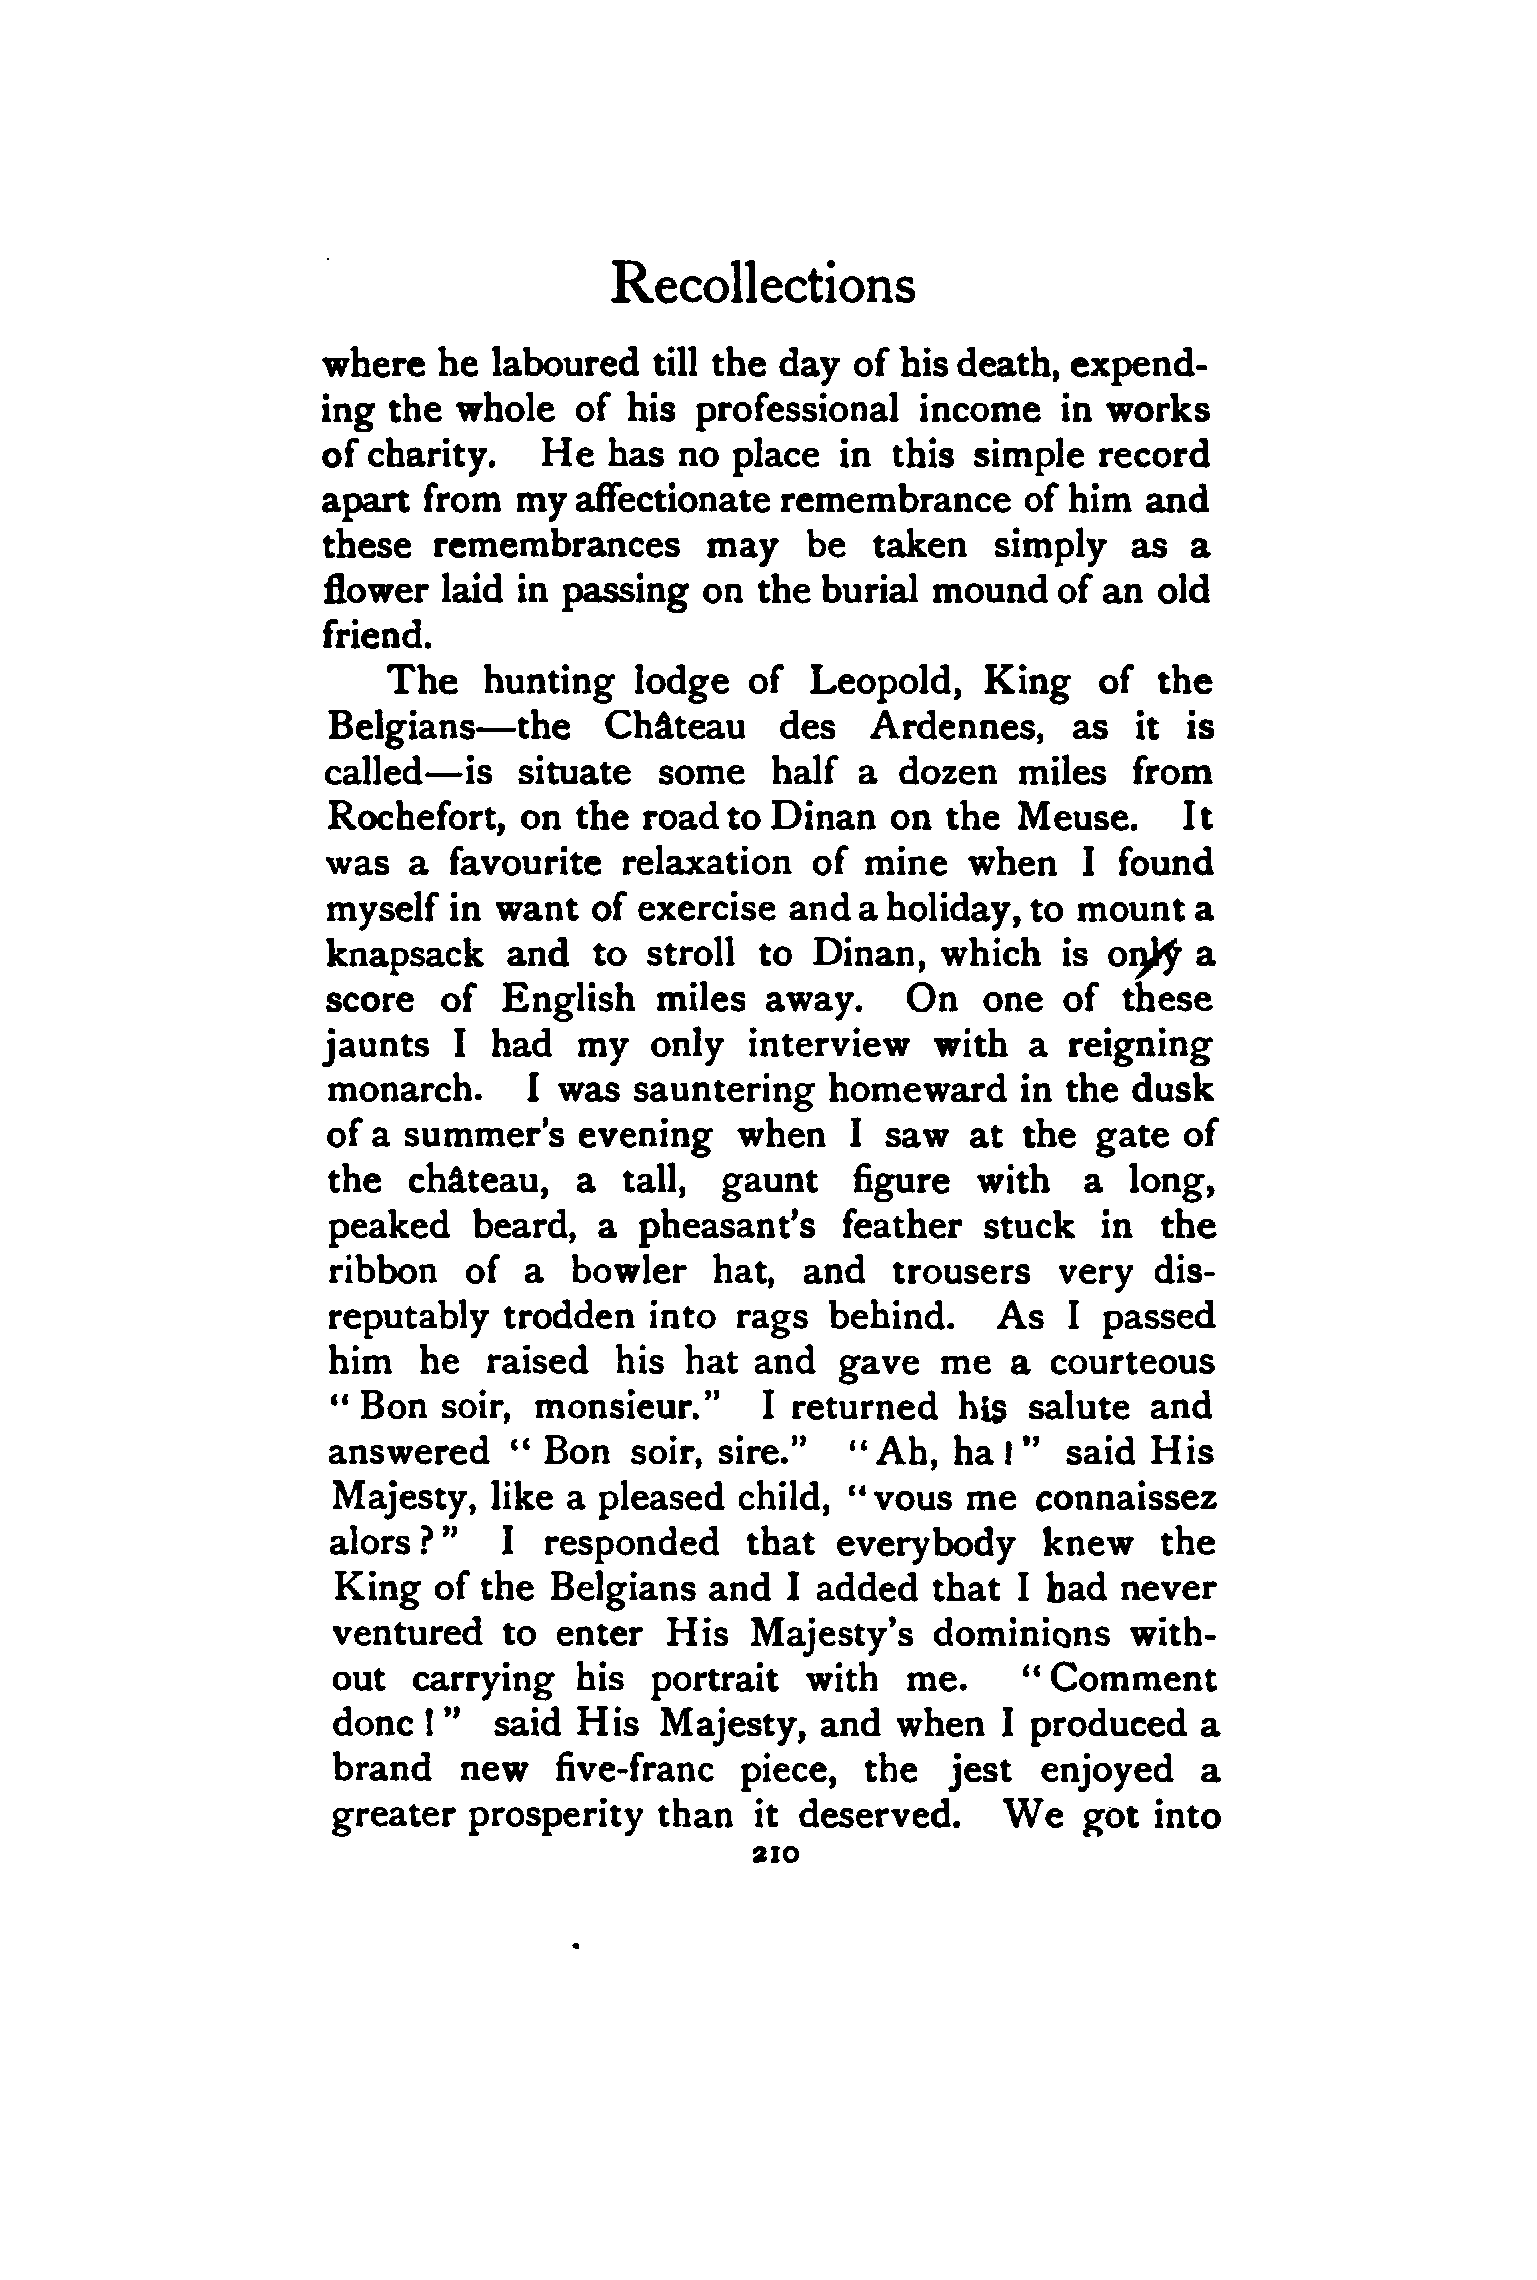 Recollections
where he laboured till the day of his death, expend-
ing the whole of his professional income in works
of charity. He has no place in this simple record
apart from my affectionate remembrance of him and
these remembrances may be taken simply as a
flower laid in passing on the burial mound of an old
friend.
The hunting lodge of Leopold, King of the
Belgians—the Château des Ardennes, as it is
called—is situate some half a dozen miles from
Rochefort, on the road to Dinan on the Meuse. It
was a favourite relaxation of mine when I found
myself in want of exercise and a holiday, to mount a
knapsack and to stroll to Dinan, which is only a
score of English miles away. On one of these
jaunts I had my only interview with a reigning
monarch. I was sauntering homeward in the dusk
of a summer's evening when I saw at the gate of
the château, a tall, gaunt figure with a long,
peaked beard, a pheasant's feather stuck in the
ribbon of a bowler hat, and trousers very dis-
reputably trodden into rags behind. As I passed
him he raised his hat and gave me a courteous
"Bon soir, monsieur." I returned his salute and
answered "Bon soir, sire." "Ah, ha!" said His
Majesty, like a pleased child, "vous me connaissez
alors?" I responded that everybody knew the
King of the Belgians and I added that I had never
ventured to enter His Majesty's dominions with-
out carrying his portrait with me. "Comment
donc!" said His Majesty, and when I produced a
brand new five-franc piece, the jest enjoyed a
greater prosperity than it deserved. We got into
210